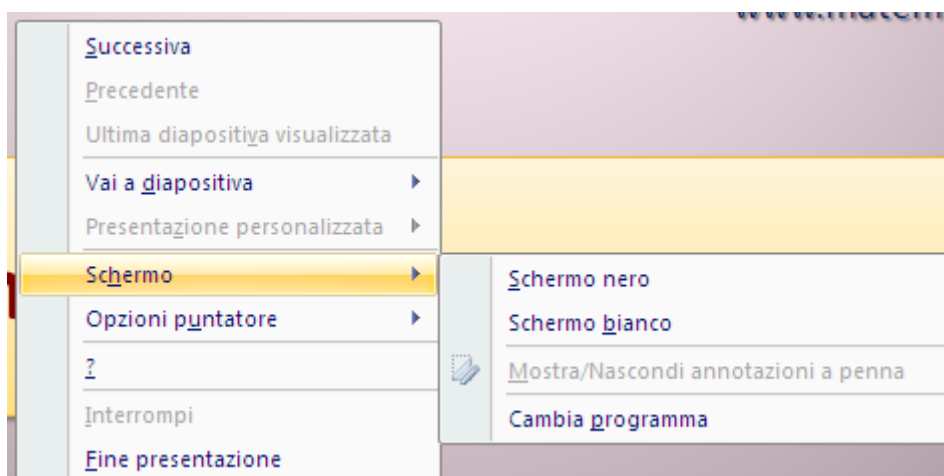 Successiva
Precedente
Ultima diapositiva visualizzata
Vai a diapositiva
Presentazione personalizzata
Schermo
Opzioni puntatore
?
Interrompi
Fine presentazione
Schermo nero
Schermo bianco
Mostra/Nascondi annotazioni a penna
Cambia programma